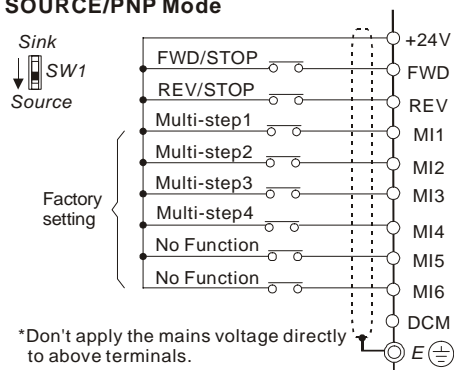 SOURCE/PNP Mode
Sink
SW1
Source
+24V
FWD/STOP
FWD
REV/STOP
REV
Multi-step1
MI1
Multi-step2
MI2
Multi-step3
MI3
Factory
setting
Multi-step4
MI4
No Function
MI5
No Function
MI6
DCM
*Don't apply the mains voltage directly
to above terminals.
E